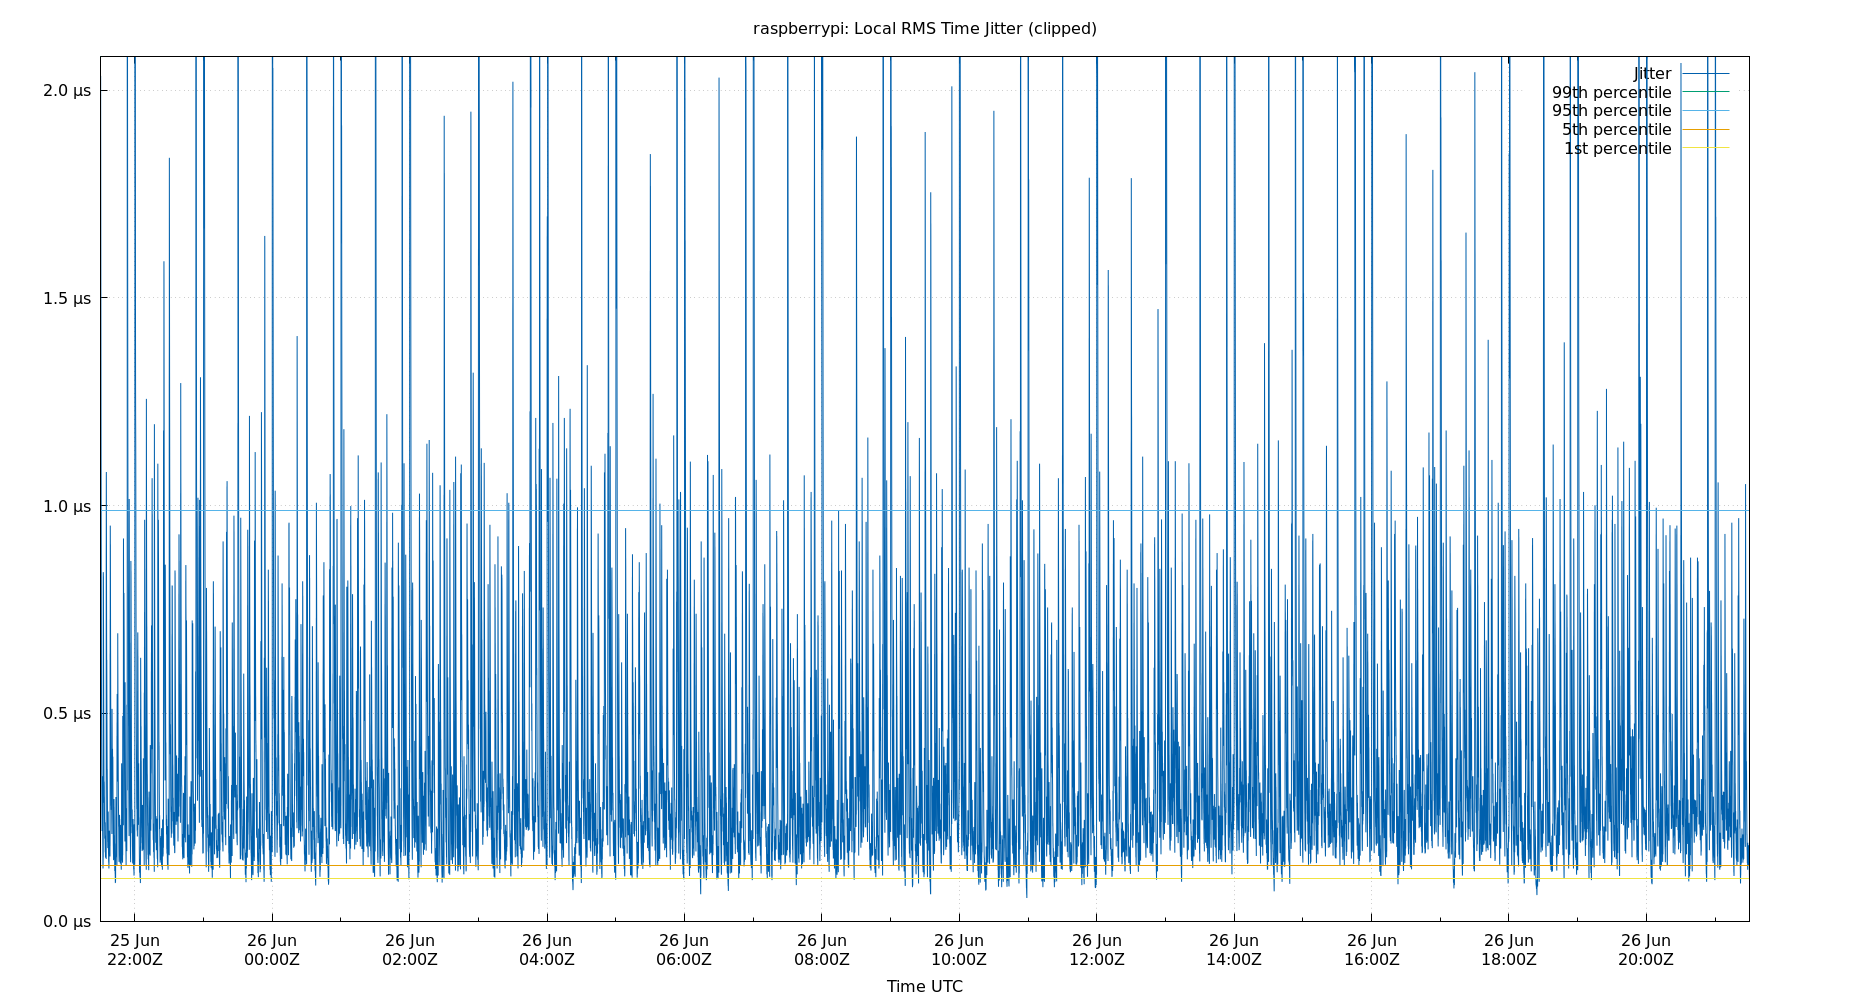 raspberrypi: Local RMS Time Jitter (clipped)
Jitter
99th percentile
95th percentile
5th percentile
1st percentile
2.0 μs
1.5 μs
1.0 μs
0.5 μs
0.0 μs
25 Jun 26 Jun 26 Jun 26 Jun 26 Jun 26 Jun 26 Jun 26 Jun 26 Jun 26 Jun 26 Jun 26 Jun
22:00Z 00:00Z 02:00Z 04:00Z 06:00Z 08:00Z 10:00Z 12:00Z 14:00Z 16:00Z 18:00Z 20:00Z
Time UTC